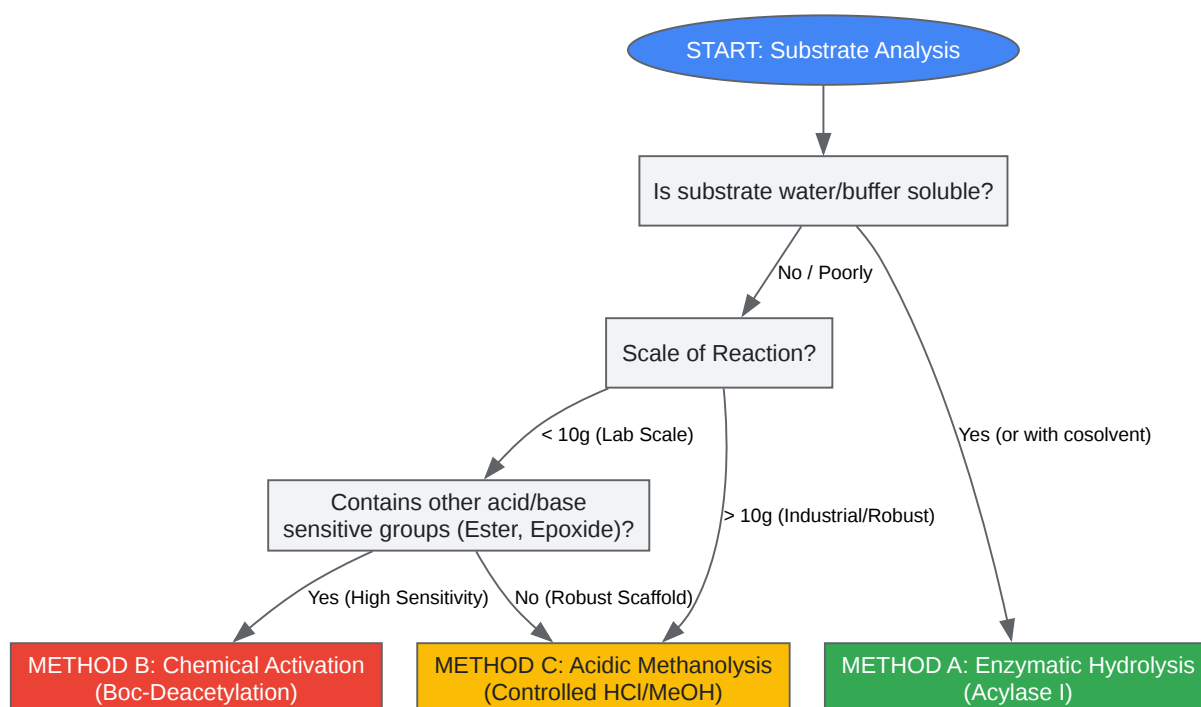 START: Substrate Analysis
Is substrate water/buffer soluble?
No / Poorly
Scale of Reaction?
< 10g (Lab Scale)
Yes (or with cosolvent)
Contains other acid/base
sensitive groups (Ester, Epoxide)?
> 10g (Industrial/Robust)
Yes (High Sensitivity)
No (Robust Scaffold)
METHOD B: Chemical Activation
(Boc-Deacetylation)
METHOD C: Acidic Methanolysis
(Controlled HCl/MeOH)
METHOD A: Enzymatic Hydrolysis
(Acylase I)